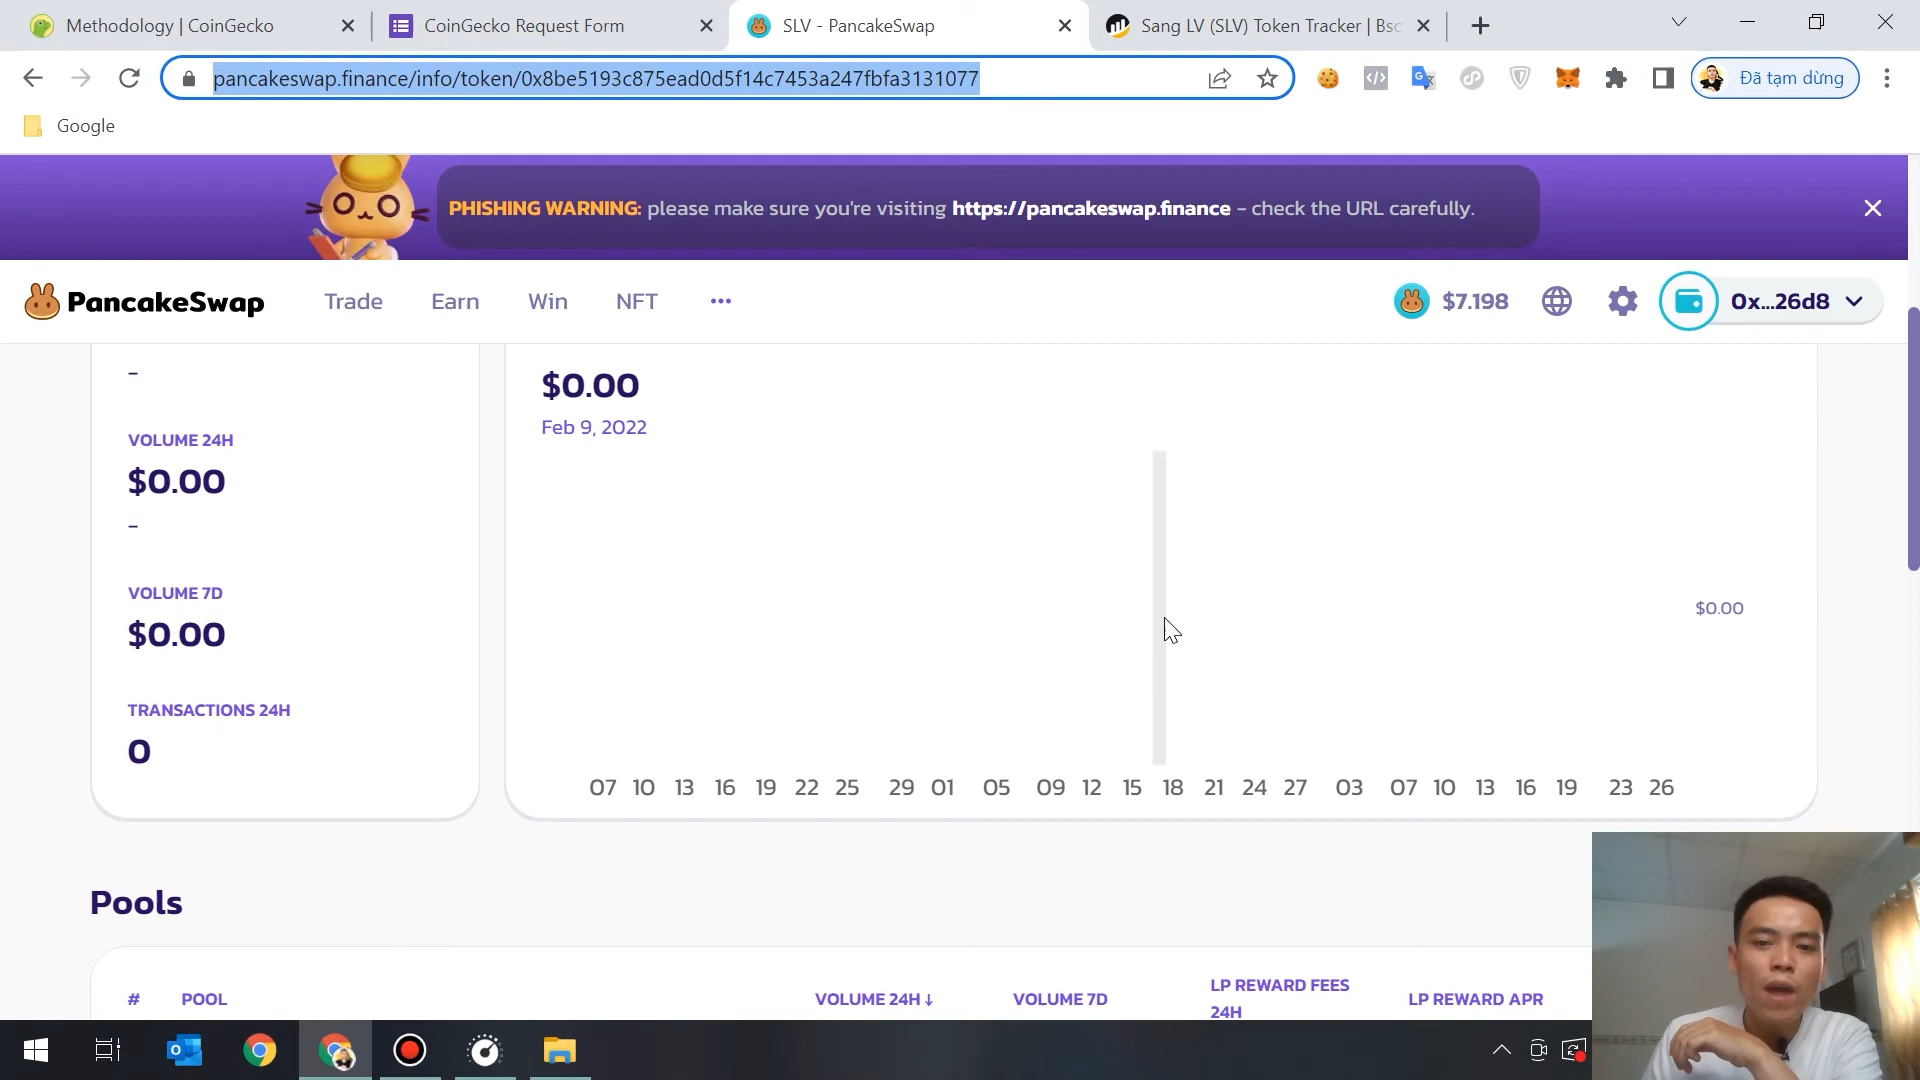 Methodology | CoinGecko
CoinGecko Request Form
SLV - PancakeSwap
Sang LV (SLV) Token Tracker | Bsc
pancakeswap.finance/info/token/0x8be5193c875ead0d5f14c7453a247fbfa3131077
Đã tạm dừng
Google
PHISHING WARNING: please make sure you're visiting https://pancakeswap.finance - check the URL carefully.
PancakeSwap
Trade
Earn
Win
NFT
$7.198
0x...26d8
-
VOLUME 24H
$0.00
-
VOLUME 7D
$0.00
TRANSACTIONS 24H
0
$0.00
Feb 9, 2022
$0.00
07 10 13 16 19 22 25 29 01 05 09 12 15 18 21 24 27 03 07 10 13 16 19 23 26
Pools
# POOL VOLUME 24H ↓ VOLUME 7D LP REWARD FEES 24H LP REWARD APR